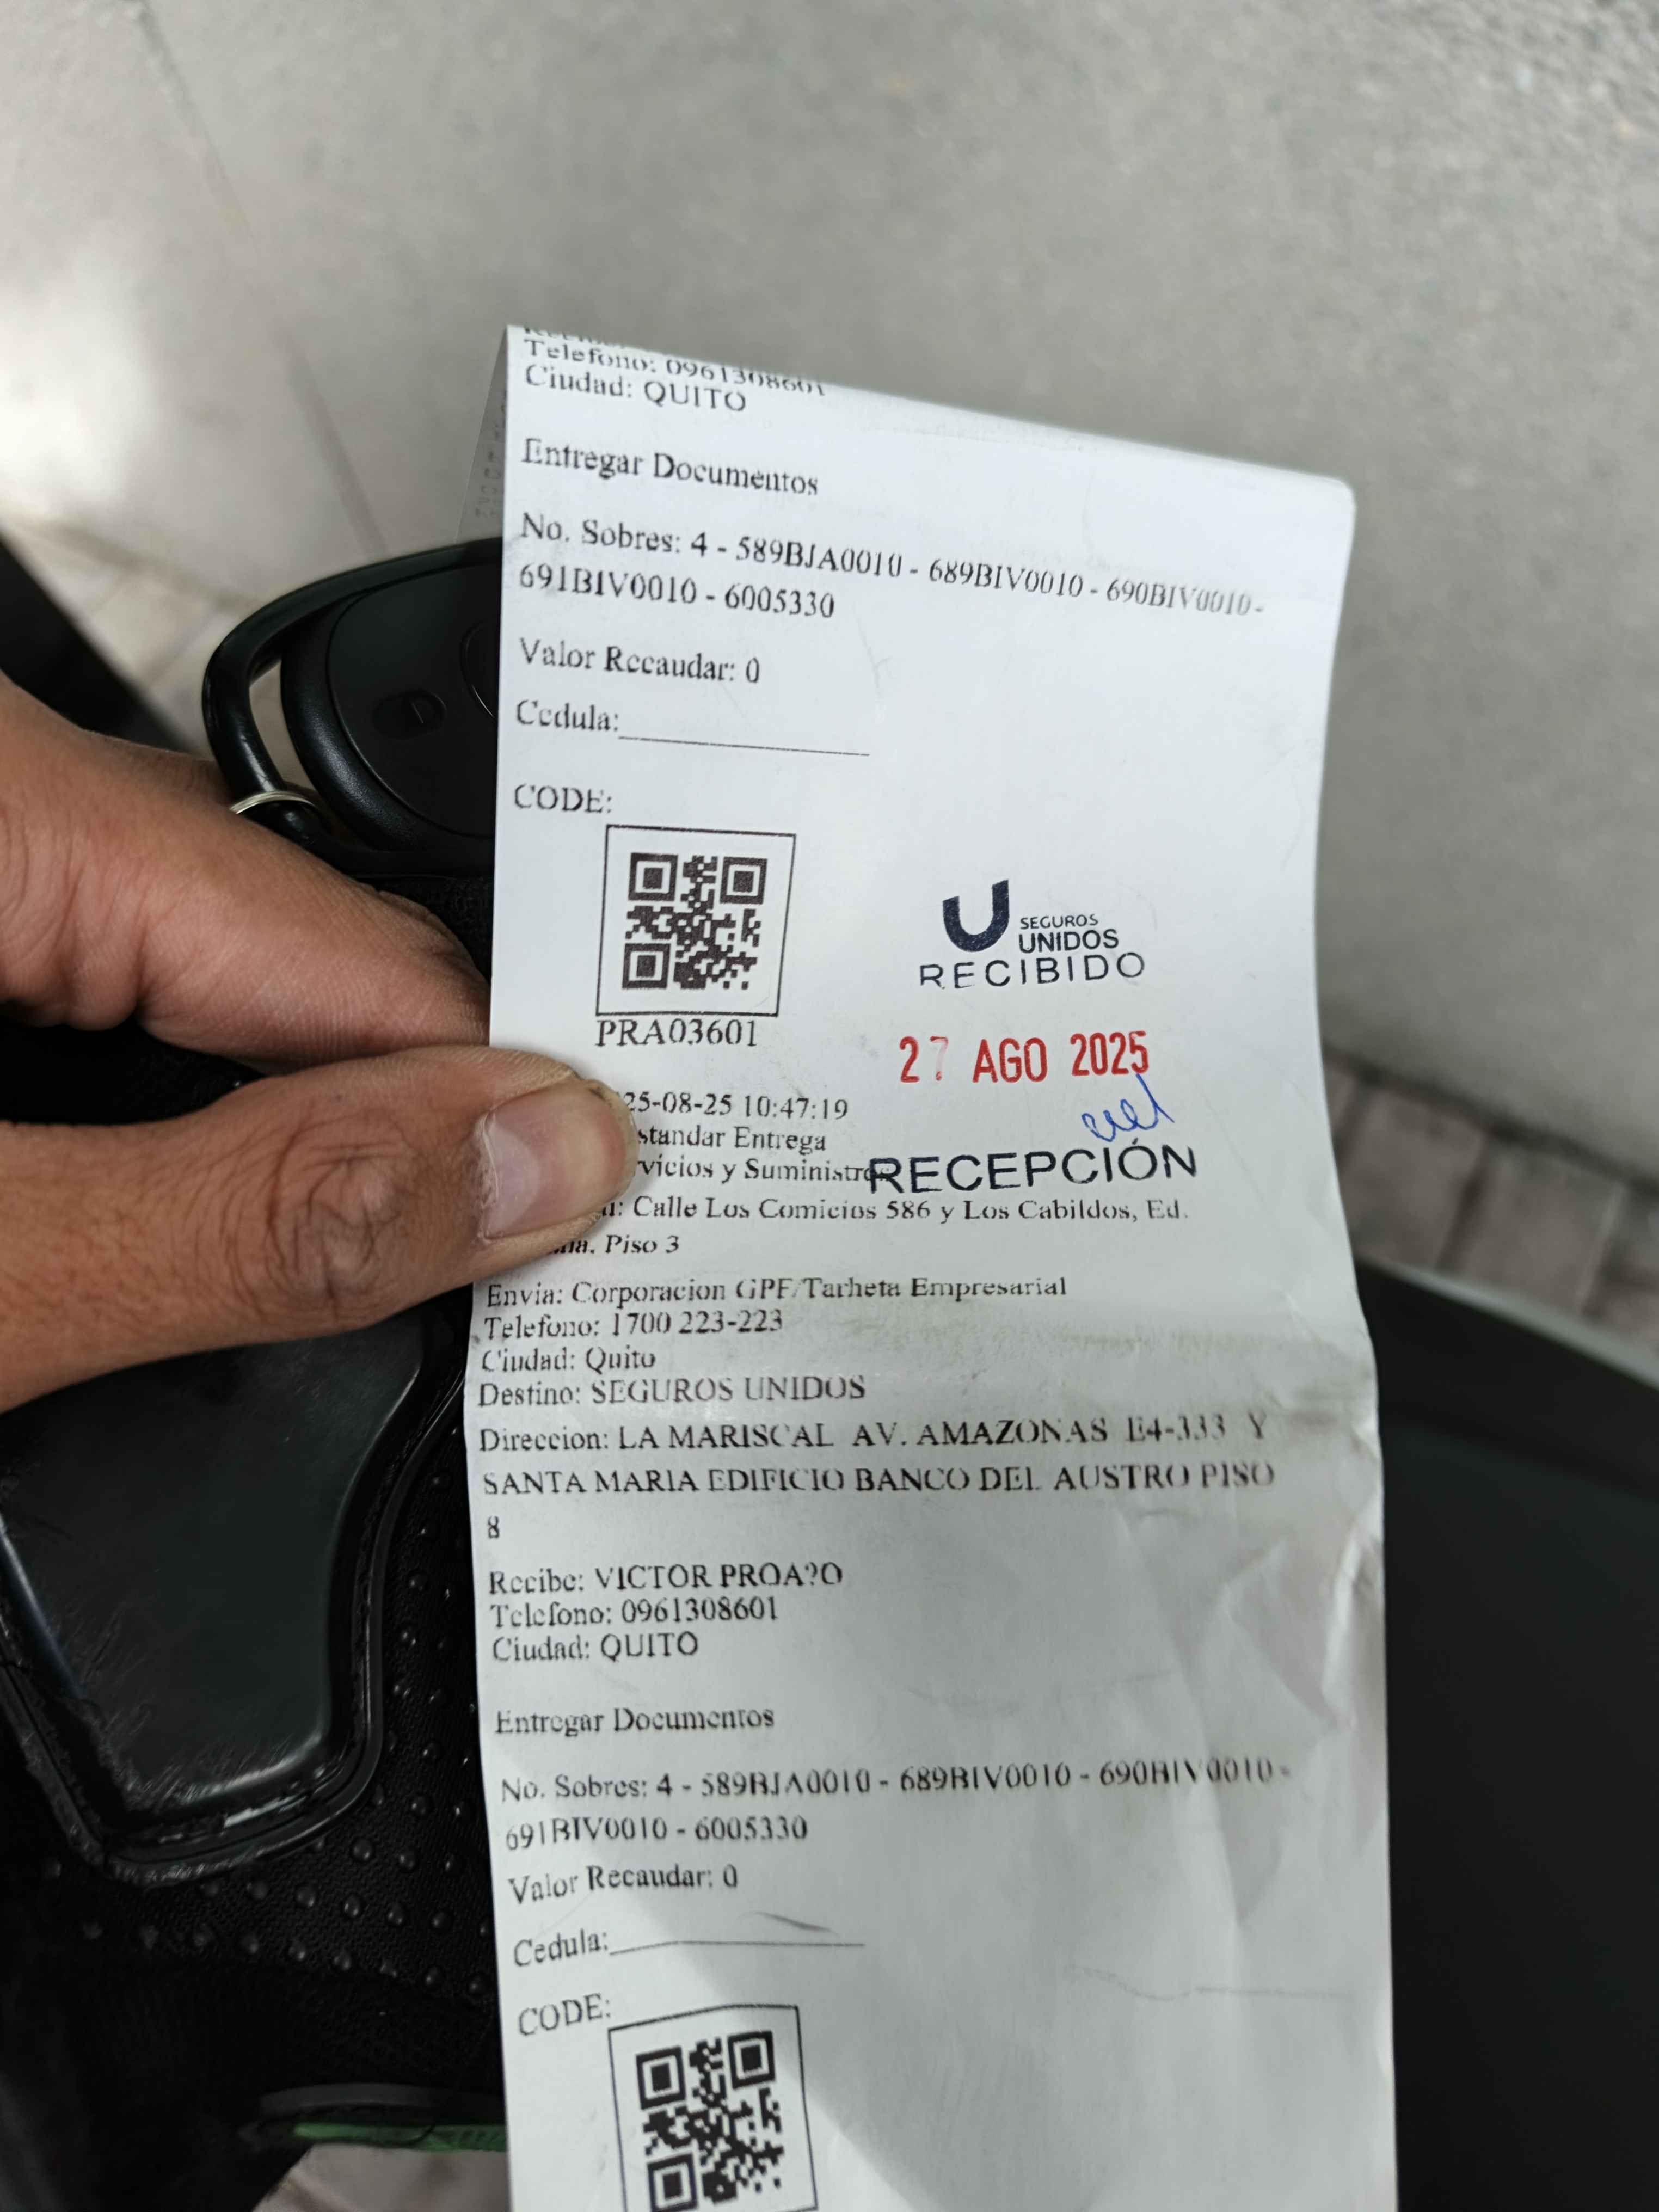 Telefono: 0961308601
Ciudad: QUITO
Entregar Documentos
No. Sobres: 4 - 589BJA0010 - 689BIV0010 - 690BIV0010 -
691BIV0010 - 6005330
Valor Recaudar: 0
Cedula:
CODE:
PRA03601
SEGUROS
UNIDOS
RECIBIDO
27 AGO 2025
RECEPCIÓN
25-08-25 10:47:19
standar Entrega
vicios y Suministro
Calle Los Comicios 586 y Los Cabildos, Ed.
Piso 3
Envia: Corporacion GPF/Tarheta Empresarial
Telefono: 1700 223-223
Ciudad: Quito
Destino: SEGUROS UNIDOS
Direccion: LA MARISCAL AV. AMAZONAS E4-333 Y
SANTA MARIA EDIFICIO BANCO DEL AUSTRO PISO
8
Recibe: VICTOR PROA?O
Telefono: 0961308601
Ciudad: QUITO
Entregar Documentos
No. Sobres: 4 - 589BJA0010 - 689BIV0010 - 690BIV0010 -
691BIV0010 - 6005330
Valor Recaudar: 0
Cedula:
CODE: